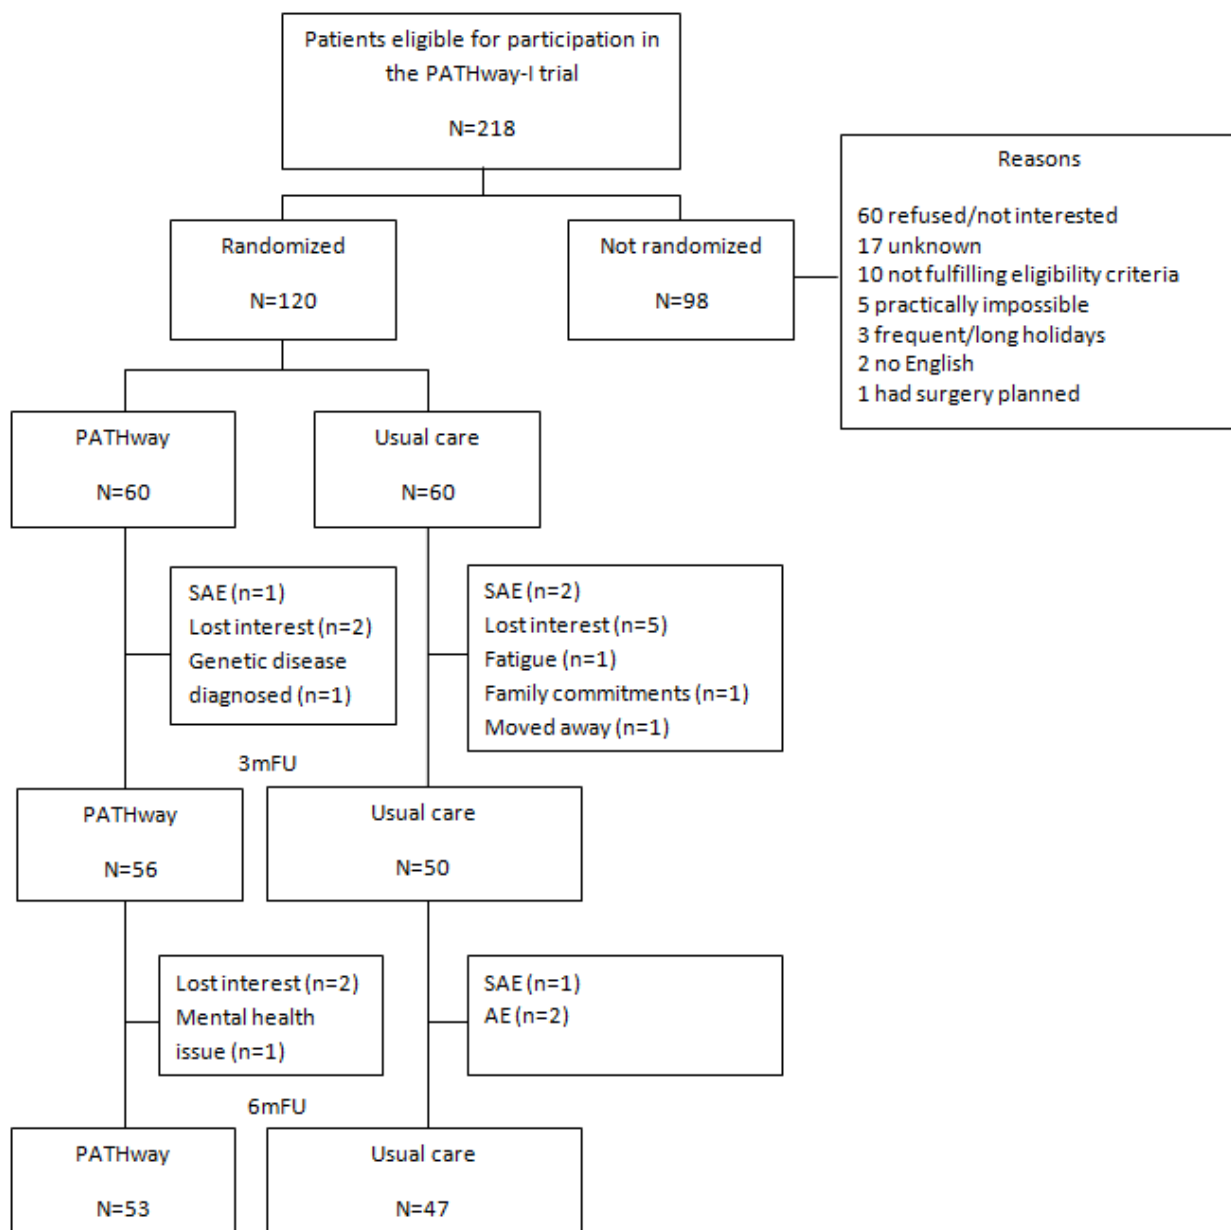 Patients eligible for participation in
the PATHway-I trial
N=218
Reasons
60 refused/not interested
17 unknown
10 not fulfilling eligibility criteria
5 practically impossible
3 frequent/long holidays
2 no English
1 had surgery planned
Randomized
N=120
Not randomized
N=98
PATHway
N=60
Usual care
N=60
SAE (n=1)
Lost interest (n=2)
Genetic disease
diagnosed (n=1)
SAE (n=2)
Lost interest (n=5)
Fatigue (n=1)
Family commitments (n=1)
Moved away (n=1)
3mFU
PATHway
N=56
Usual care
N=50
Lost interest (n=2)
Mental health
issue (n=1)
SAE (n=1)
AE (n=2)
6mFU
PATHway
N=53
Usual care
N=47